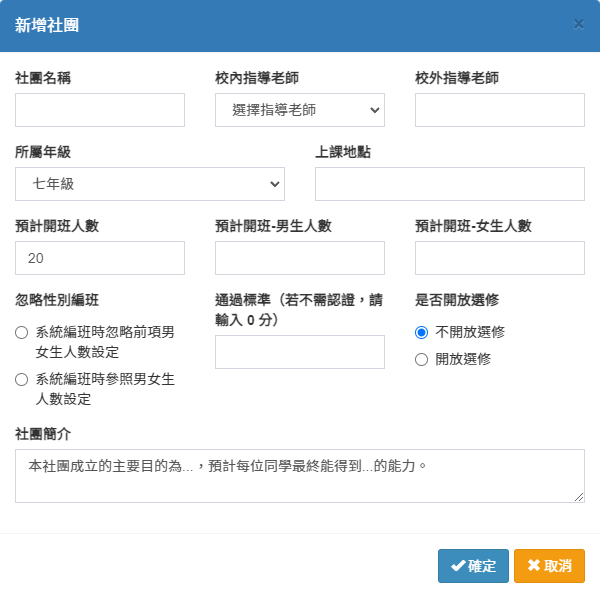 新增社團
×
社團名稱
校內指導老師
校外指導老師
選擇指導老師
所屬年級
上課地點
七年級
預計開班人數
預計開班-男生人數
預計開班-女生人數
20
忽略性別編班
通過標準（若不需認證，請
輸入 0 分）
是否開放選修
系統編班時忽略前項男
女生人數設定
不開放選修
開放選修
系統編班時參照男女生
人數設定
社團簡介
本社團成立的主要目的為...，預計每位同學最終能得到...的能力。
確定
取消